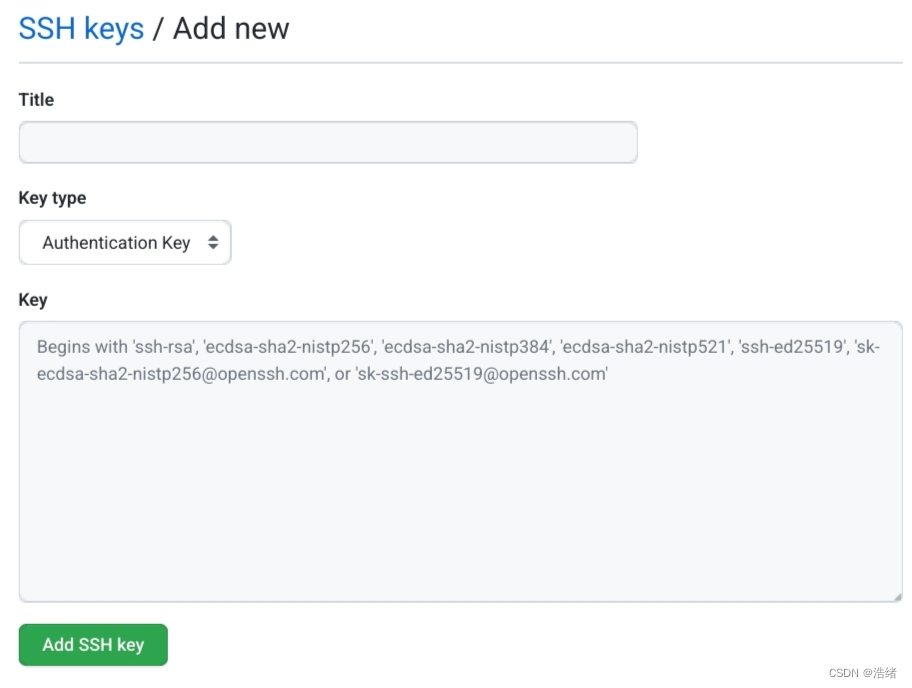 SSH keys / Add new
Title
Key type
Authentication Key
Key
Begins with 'ssh-rsa', 'ecdsa-sha2-nistp256', 'ecdsa-sha2-nistp384', 'ecdsa-sha2-nistp521', 'ssh-ed25519', 'sk-
ecdsa-sha2-nistp256@openssh.com', or 'sk-ssh-ed25519@openssh.com'
Add SSH key
CSDN @浩绪